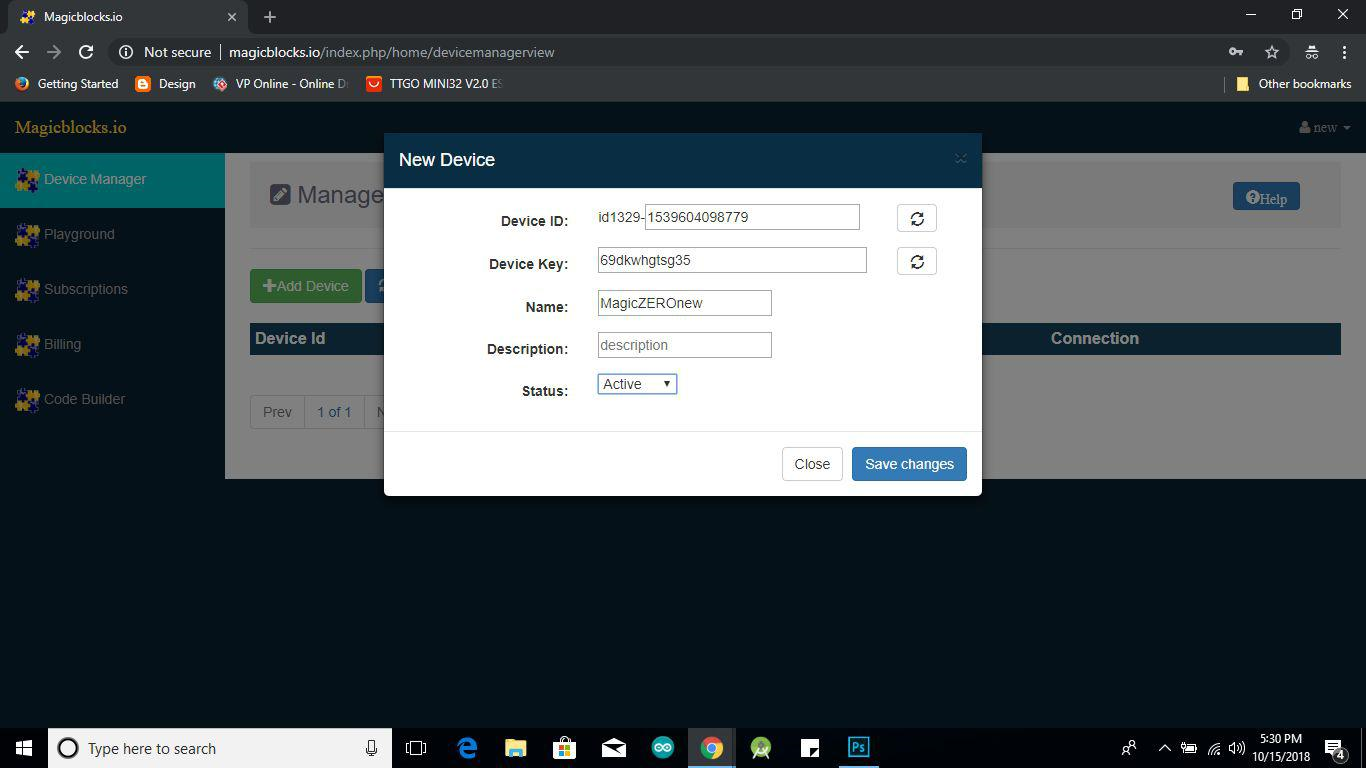 Magicblocks.io
Not secure
magicblocks.io/index.php/home/devicemanagerview
Getting Started
Design
VP Online - Online D
TTGO MINI32 V2.0 ES
Other bookmarks
Magicblocks.io
new
Device Manager
Playground
Subscriptions
Billing
Code Builder
Manage
Help
Add Device
Device Id
Connection
Prev
1 of 1
N
New Device
Device ID: id1329-1539604098779
Device Key: 69dkwhgtsg35
Name: MagicZEROnew
Description: description
Status: Active
Close
Save changes
Type here to search
Ps
5:30 PM
10/15/2018
4